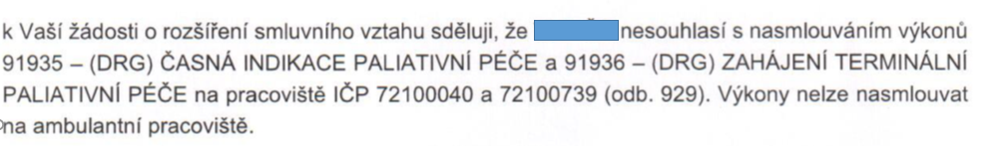 k Vaší žádosti o rozšíření smluvního vztahu sděluji, že nesouhlasí s nasmlouváním výkonů
91935 – (DRG) ČASNÁ INDIKACE PALIATIVNÍ PÉČE a 91936 – (DRG) ZAHÁJENÍ TERMINÁLNÍ
PALIATIVNÍ PÉČE na pracoviště IČP 72100040 a 72100739 (odb. 929). Výkony nelze nasmlouvat
na ambulantní pracoviště.